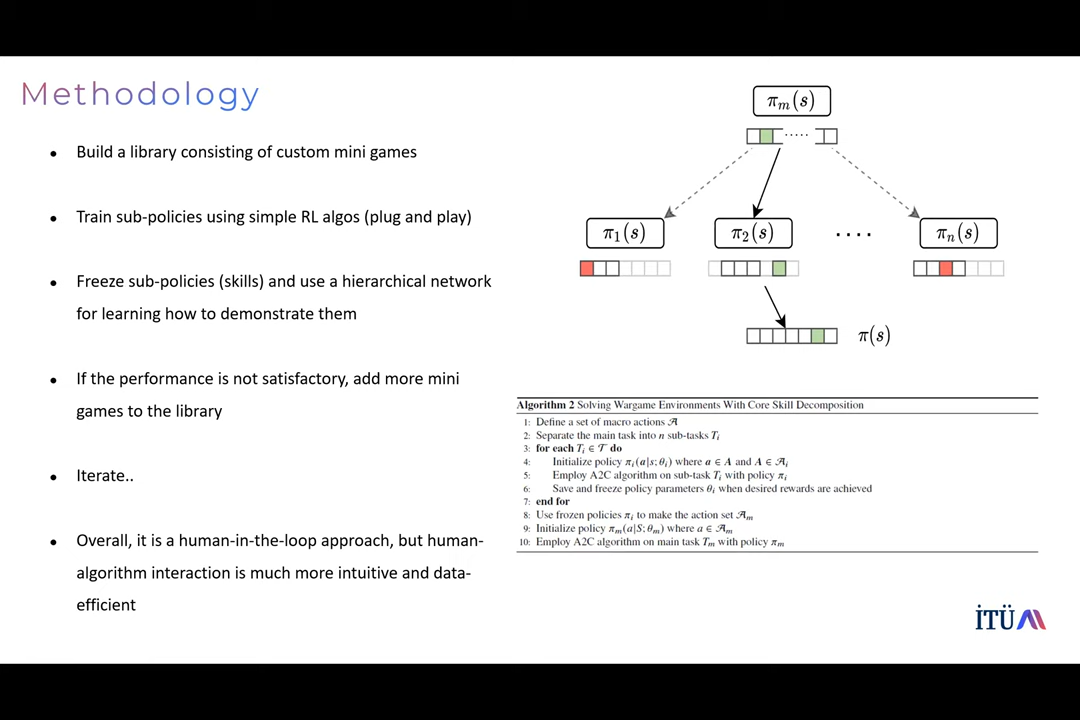 Methodology
• Build a library consisting of custom mini games
• Train sub-policies using simple RL algos (plug and play)
• Freeze sub-policies (skills) and use a hierarchical network
for learning how to demonstrate them
• If the performance is not satisfactory, add more mini
games to the library
• Iterate..
• Overall, it is a human-in-the-loop approach, but human-
algorithm interaction is much more intuitive and data-
efficient
πm(s)
.....
π1(s) π2(s) .... πn(s)
π(s)
Algorithm 2 Solving Wargame Environments With Core Skill Decomposition
1: Define a set of macro actions 𝒜
2: Separate the main task into n sub-tasks Ti
3: for each Ti ∈ 𝒯 do
4: Initialize policy πi(a|s; θi) where a ∈ A and A ∈ 𝒜i
5: Employ A2C algorithm on sub-task Ti with policy πi
6: Save and freeze policy parameters θi when desired rewards are achieved
7: end for
8: Use frozen policies πi to make the action set 𝒜m
9: Initialize policy πm(a|S; θm) where a ∈ 𝒜m
10: Employ A2C algorithm on main task Tm with policy πm
İTÜ